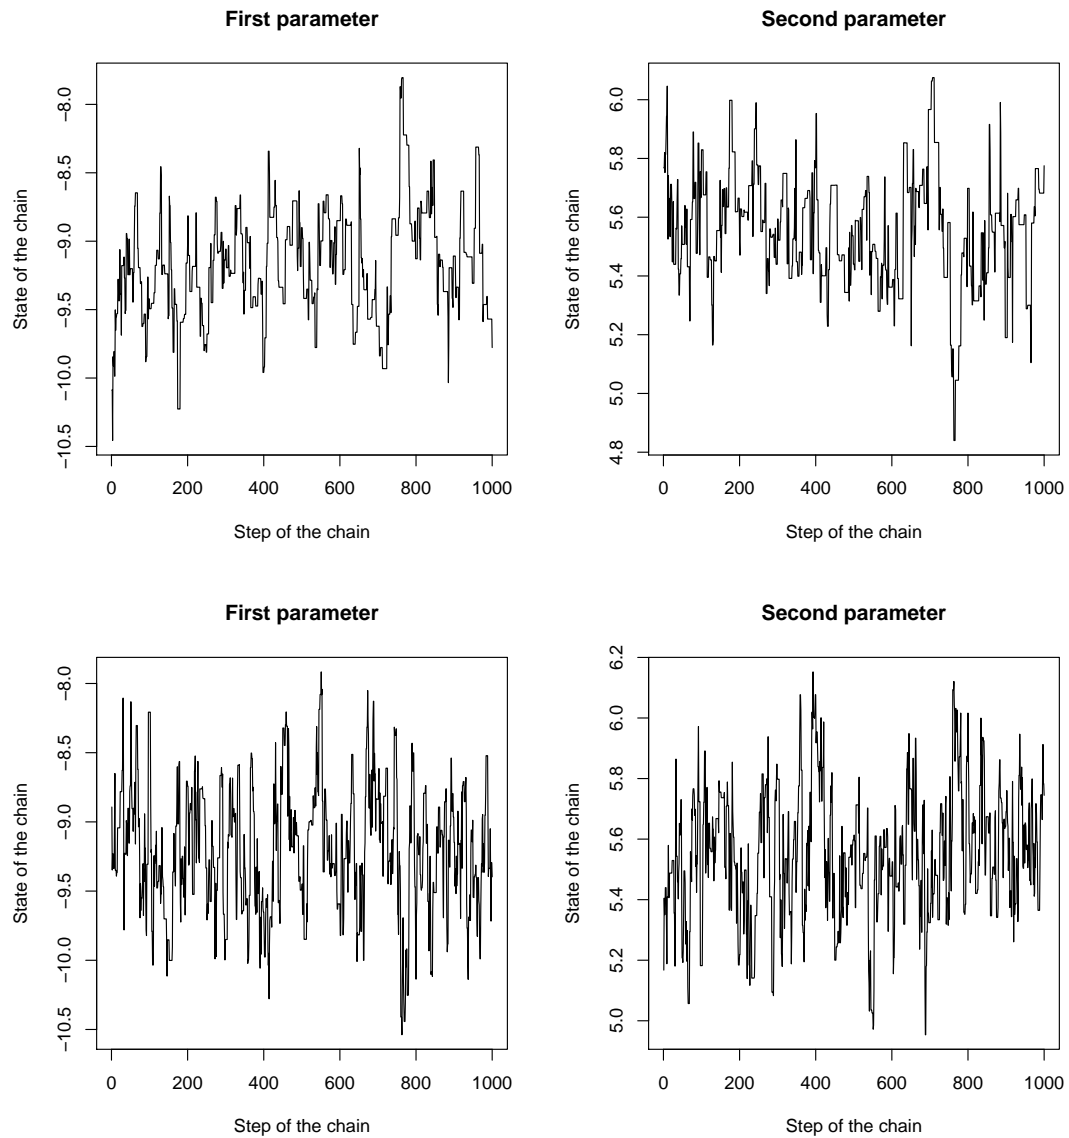 First parameter
Second parameter
State of the chain
−8.0
−8.5
−9.0
−9.5
−10.0
−10.5
0 200 400 600 800 1000
Step of the chain
State of the chain
6.0
5.8
5.6
5.4
5.2
5.0
4.8
0 200 400 600 800 1000
Step of the chain
First parameter
Second parameter
State of the chain
−8.0
−8.5
−9.0
−9.5
−10.0
−10.5
0 200 400 600 800 1000
Step of the chain
State of the chain
6.2
6.0
5.8
5.6
5.4
5.2
5.0
0 200 400 600 800 1000
Step of the chain